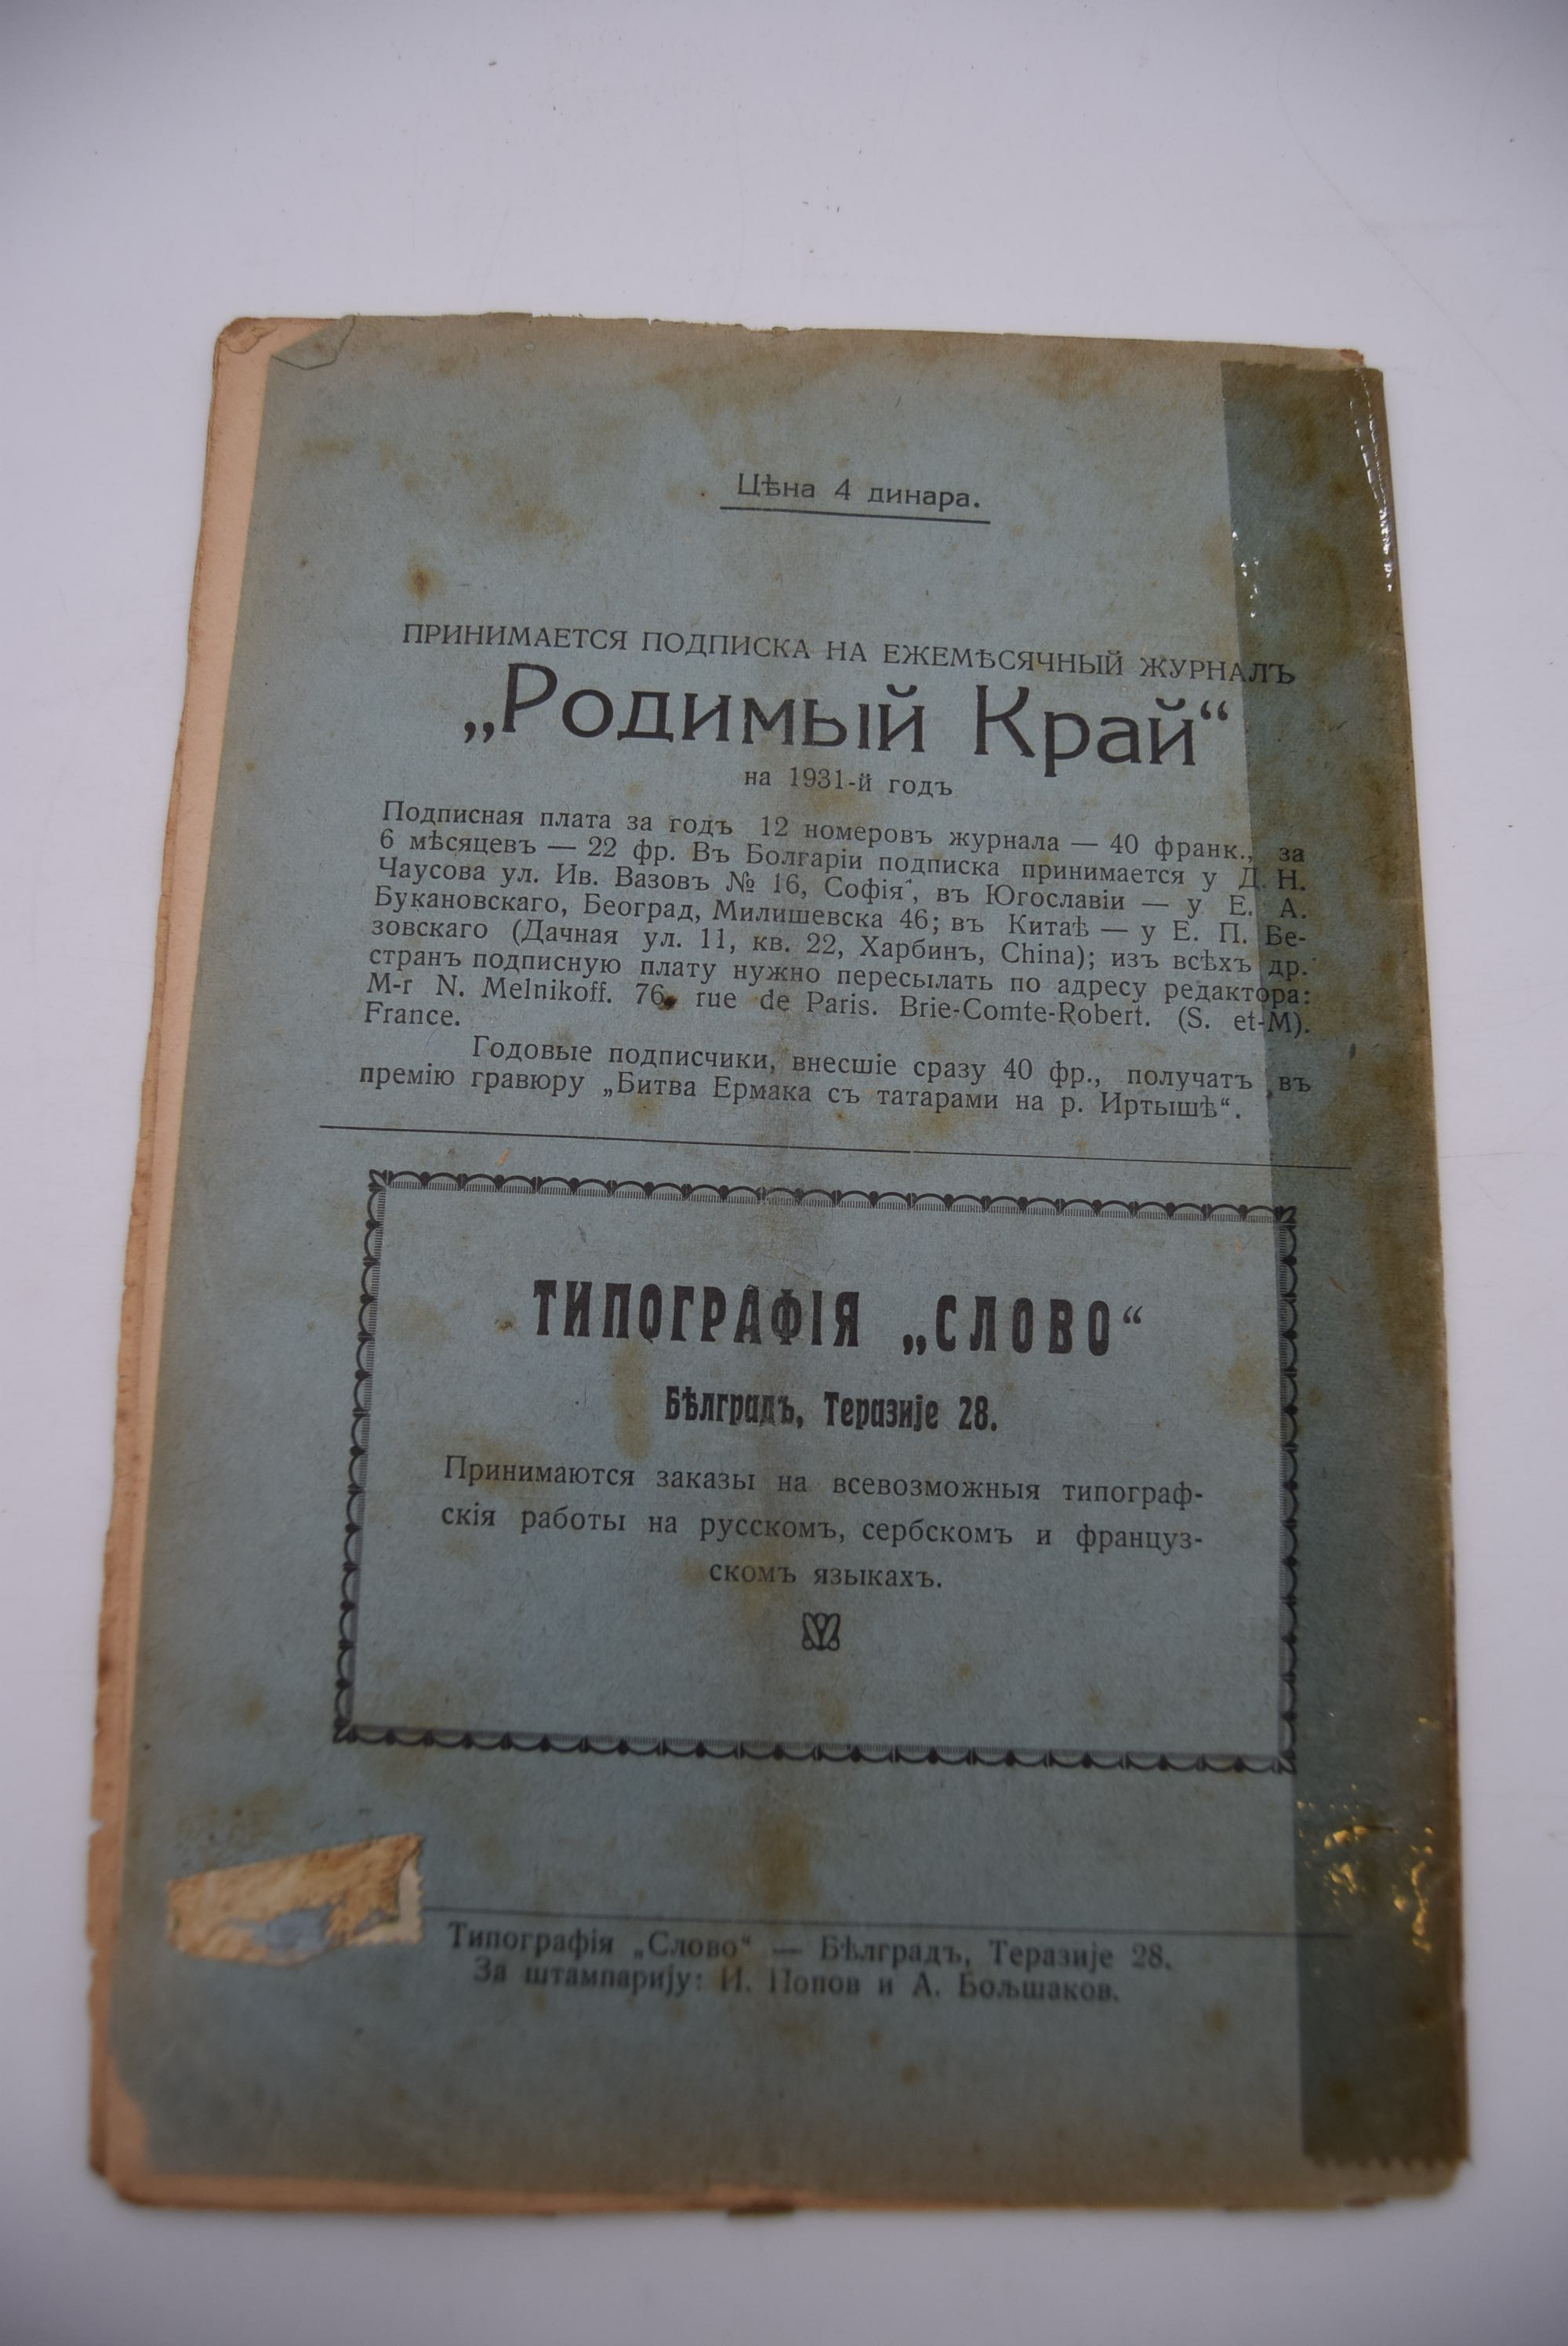 Цѣна 4 динара.
ПРИНИМАЕТСЯ ПОДПИСКА НА ЕЖЕМѢСЯЧНЫЙ ЖУРНАЛЪ
„Родимый Край“
на 1931-й годъ
Подписная плата за годъ 12 номеровъ журнала — 40 франк., за
6 мѣсяцевъ — 22 фр. Въ Болгаріи подписка принимается у Д. Н.
Чаусова ул. Ив. Вазовъ № 16, Софія, въ Югославіи — у Е. А.
Букановскаго, Београд, Милишевска 46; въ Китаѣ — у Е. П. Бе-
зовскаго (Дачная ул. 11, кв. 22, Харбинъ, China); изъ всѣхъ др.
странъ подписную плату нужно пересылать по адресу редактора:
M-r N. Melnikoff. 76, rue de Paris. Brie-Comte-Robert. (S. et-M).
France.
Годовые подписчики, внесшіе сразу 40 фр., получатъ въ
премію гравюру „Битва Ермака съ татарами на р. Иртышѣ“.
ТИПОГРАФІЯ „СЛОВО“
Бѣлградъ, Теразије 28.
Принимаются заказы на всевозможныя типограф-
скія работы на русскомъ, сербскомъ и француз-
скомъ языкахъ.
Типографія „Слово“ — Бѣлградъ, Теразије 28.
За штампарију: И. Попов и А. Бољшаков.